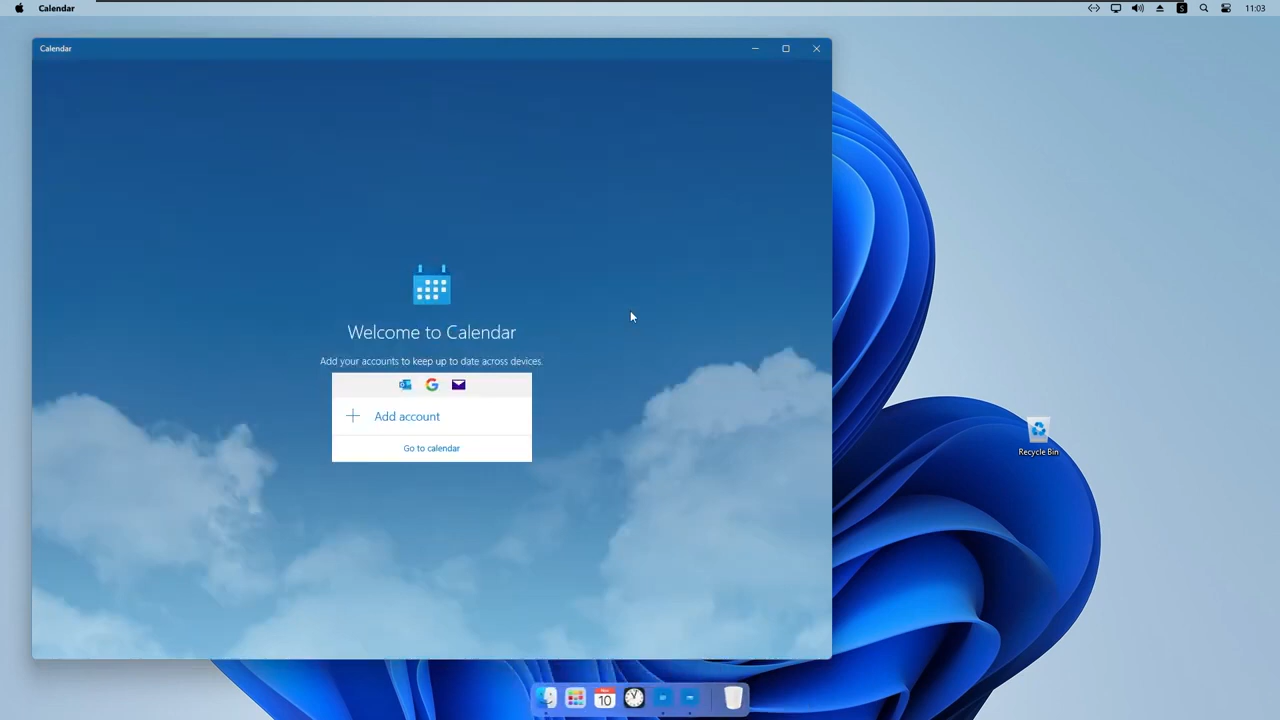 Calendar
S
11:03
Calendar
Welcome to Calendar
Add your accounts to keep up to date across devices.
Add account
Go to calendar
Recycle Bin
10